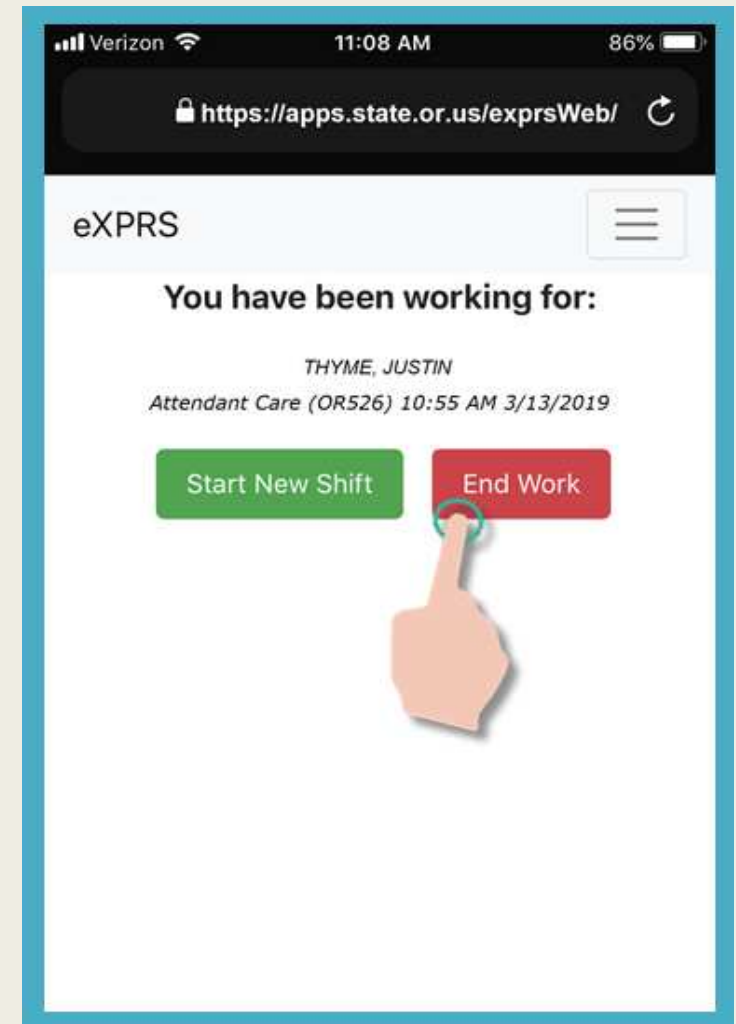 Verizon 11:08 AM 86%
https://apps.state.or.us/exprsWeb/
eXPRS
You have been working for:
THYME, JUSTIN
Attendant Care (OR526) 10:55 AM 3/13/2019
Start New Shift End Work